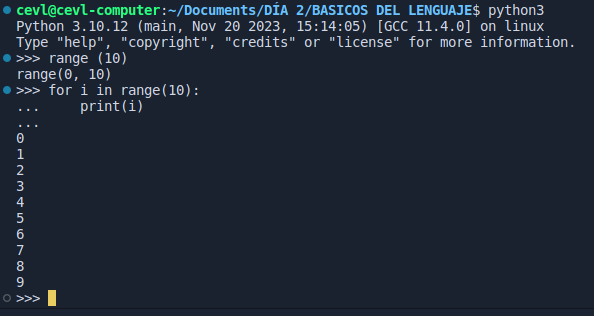 cevl@cevl-computer:~/Documents/DÍA 2/BASICOS DEL LENGUAJE$ python3
Python 3.10.12 (main, Nov 20 2023, 15:14:05) [GCC 11.4.0] on linux
Type "help", "copyright", "credits" or "license" for more information.
>>> range (10)
range(0, 10)
>>> for i in range(10):
...     print(i)
...
0
1
2
3
4
5
6
7
8
9
>>>